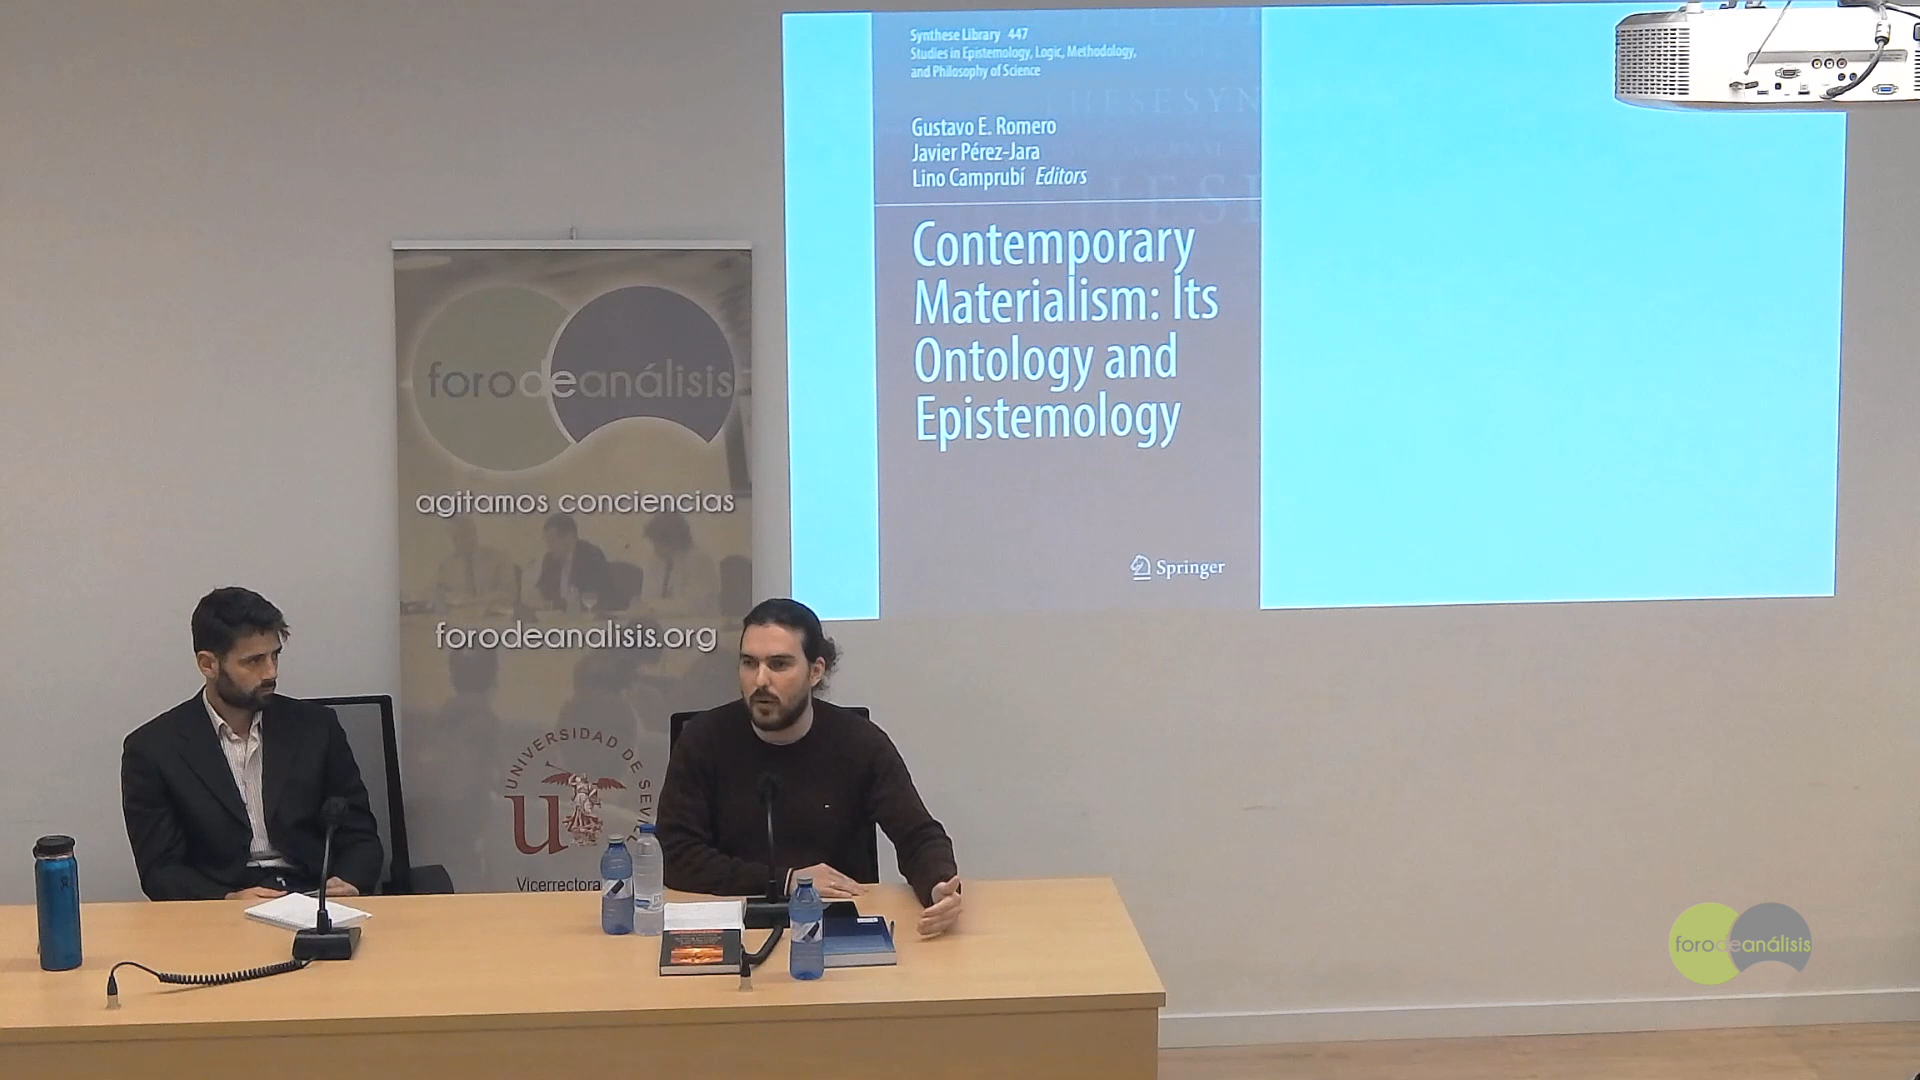 Synthese Library 447
Studies in Epistemology, Logic, Methodology,
and Philosophy of Science
Gustavo E. Romero
Javier Pérez-Jara
Lino Camprubí Editors
Contemporary
Materialism: Its
Ontology and
Epistemology
Springer
forodeanálisis
agitamos conciencias
forodeanalisis.org
UNIVERSIDAD DE SEVI
Vicerrectora
forodeanálisis